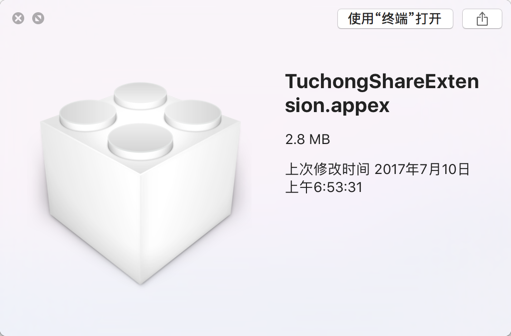 使用“终端”打开
TuchongShareExten
sion.appex
2.8 MB
上次修改时间 2017年7月10日
上午6:53:31